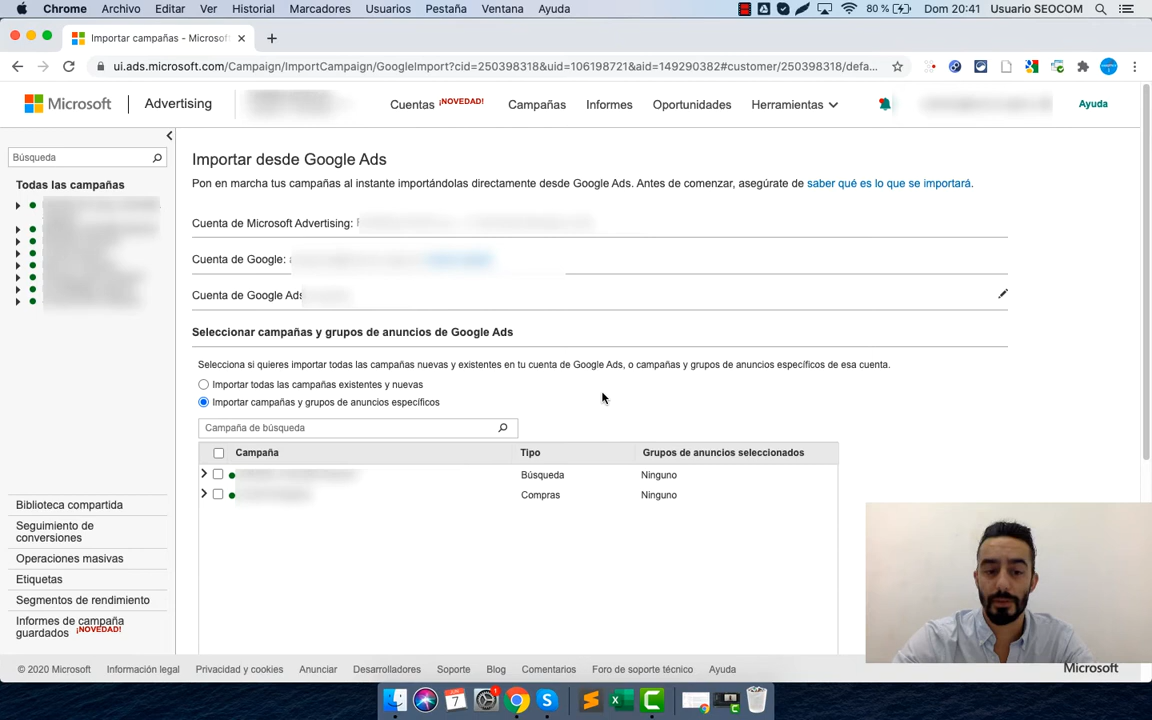 Chrome Archivo Editar Ver Historial Marcadores Usuarios Pestaña Ventana Ayuda 80 % Dom 20:41 Usuario SEOCOM
Importar campañas - Microsof
ui.ads.microsoft.com/Campaign/ImportCampaign/GoogleImport?cid=250398318&uid=106198721&aid=149290382#customer/250398318/defa...
Microsoft Advertising Cuentas ¡NOVEDAD! Campañas Informes Oportunidades Herramientas Ayuda
Búsqueda
Todas las campañas
Biblioteca compartida
Seguimiento de
conversiones
Operaciones masivas
Etiquetas
Segmentos de rendimiento
Informes de campaña
guardados ¡NOVEDAD!
Importar desde Google Ads
Pon en marcha tus campañas al instante importándolas directamente desde Google Ads. Antes de comenzar, asegúrate de saber qué es lo que se importará.
Cuenta de Microsoft Advertising:
Cuenta de Google:
Cuenta de Google Ads
Seleccionar campañas y grupos de anuncios de Google Ads
Selecciona si quieres importar todas las campañas nuevas y existentes en tu cuenta de Google Ads, o campañas y grupos de anuncios específicos de esa cuenta.
Importar todas las campañas existentes y nuevas
Importar campañas y grupos de anuncios específicos
Campaña de búsqueda
Campaña Tipo Grupos de anuncios seleccionados
Búsqueda Ninguno
Compras Ninguno
© 2020 Microsoft Información legal Privacidad y cookies Anunciar Desarrolladores Soporte Blog Comentarios Foro de soporte técnico Ayuda Microsoft
JUN
7
1